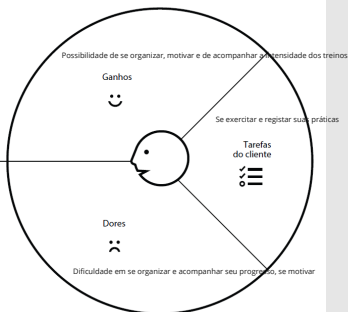 Possibilidade de se organizar, motivar e de acompanhar a intensidade dos treinos
Ganhos
Se exercitar e registar suas práticas
Tarefas
do cliente
Dores
Dificuldade em se organizar e acompanhar seu progresso, se motivar